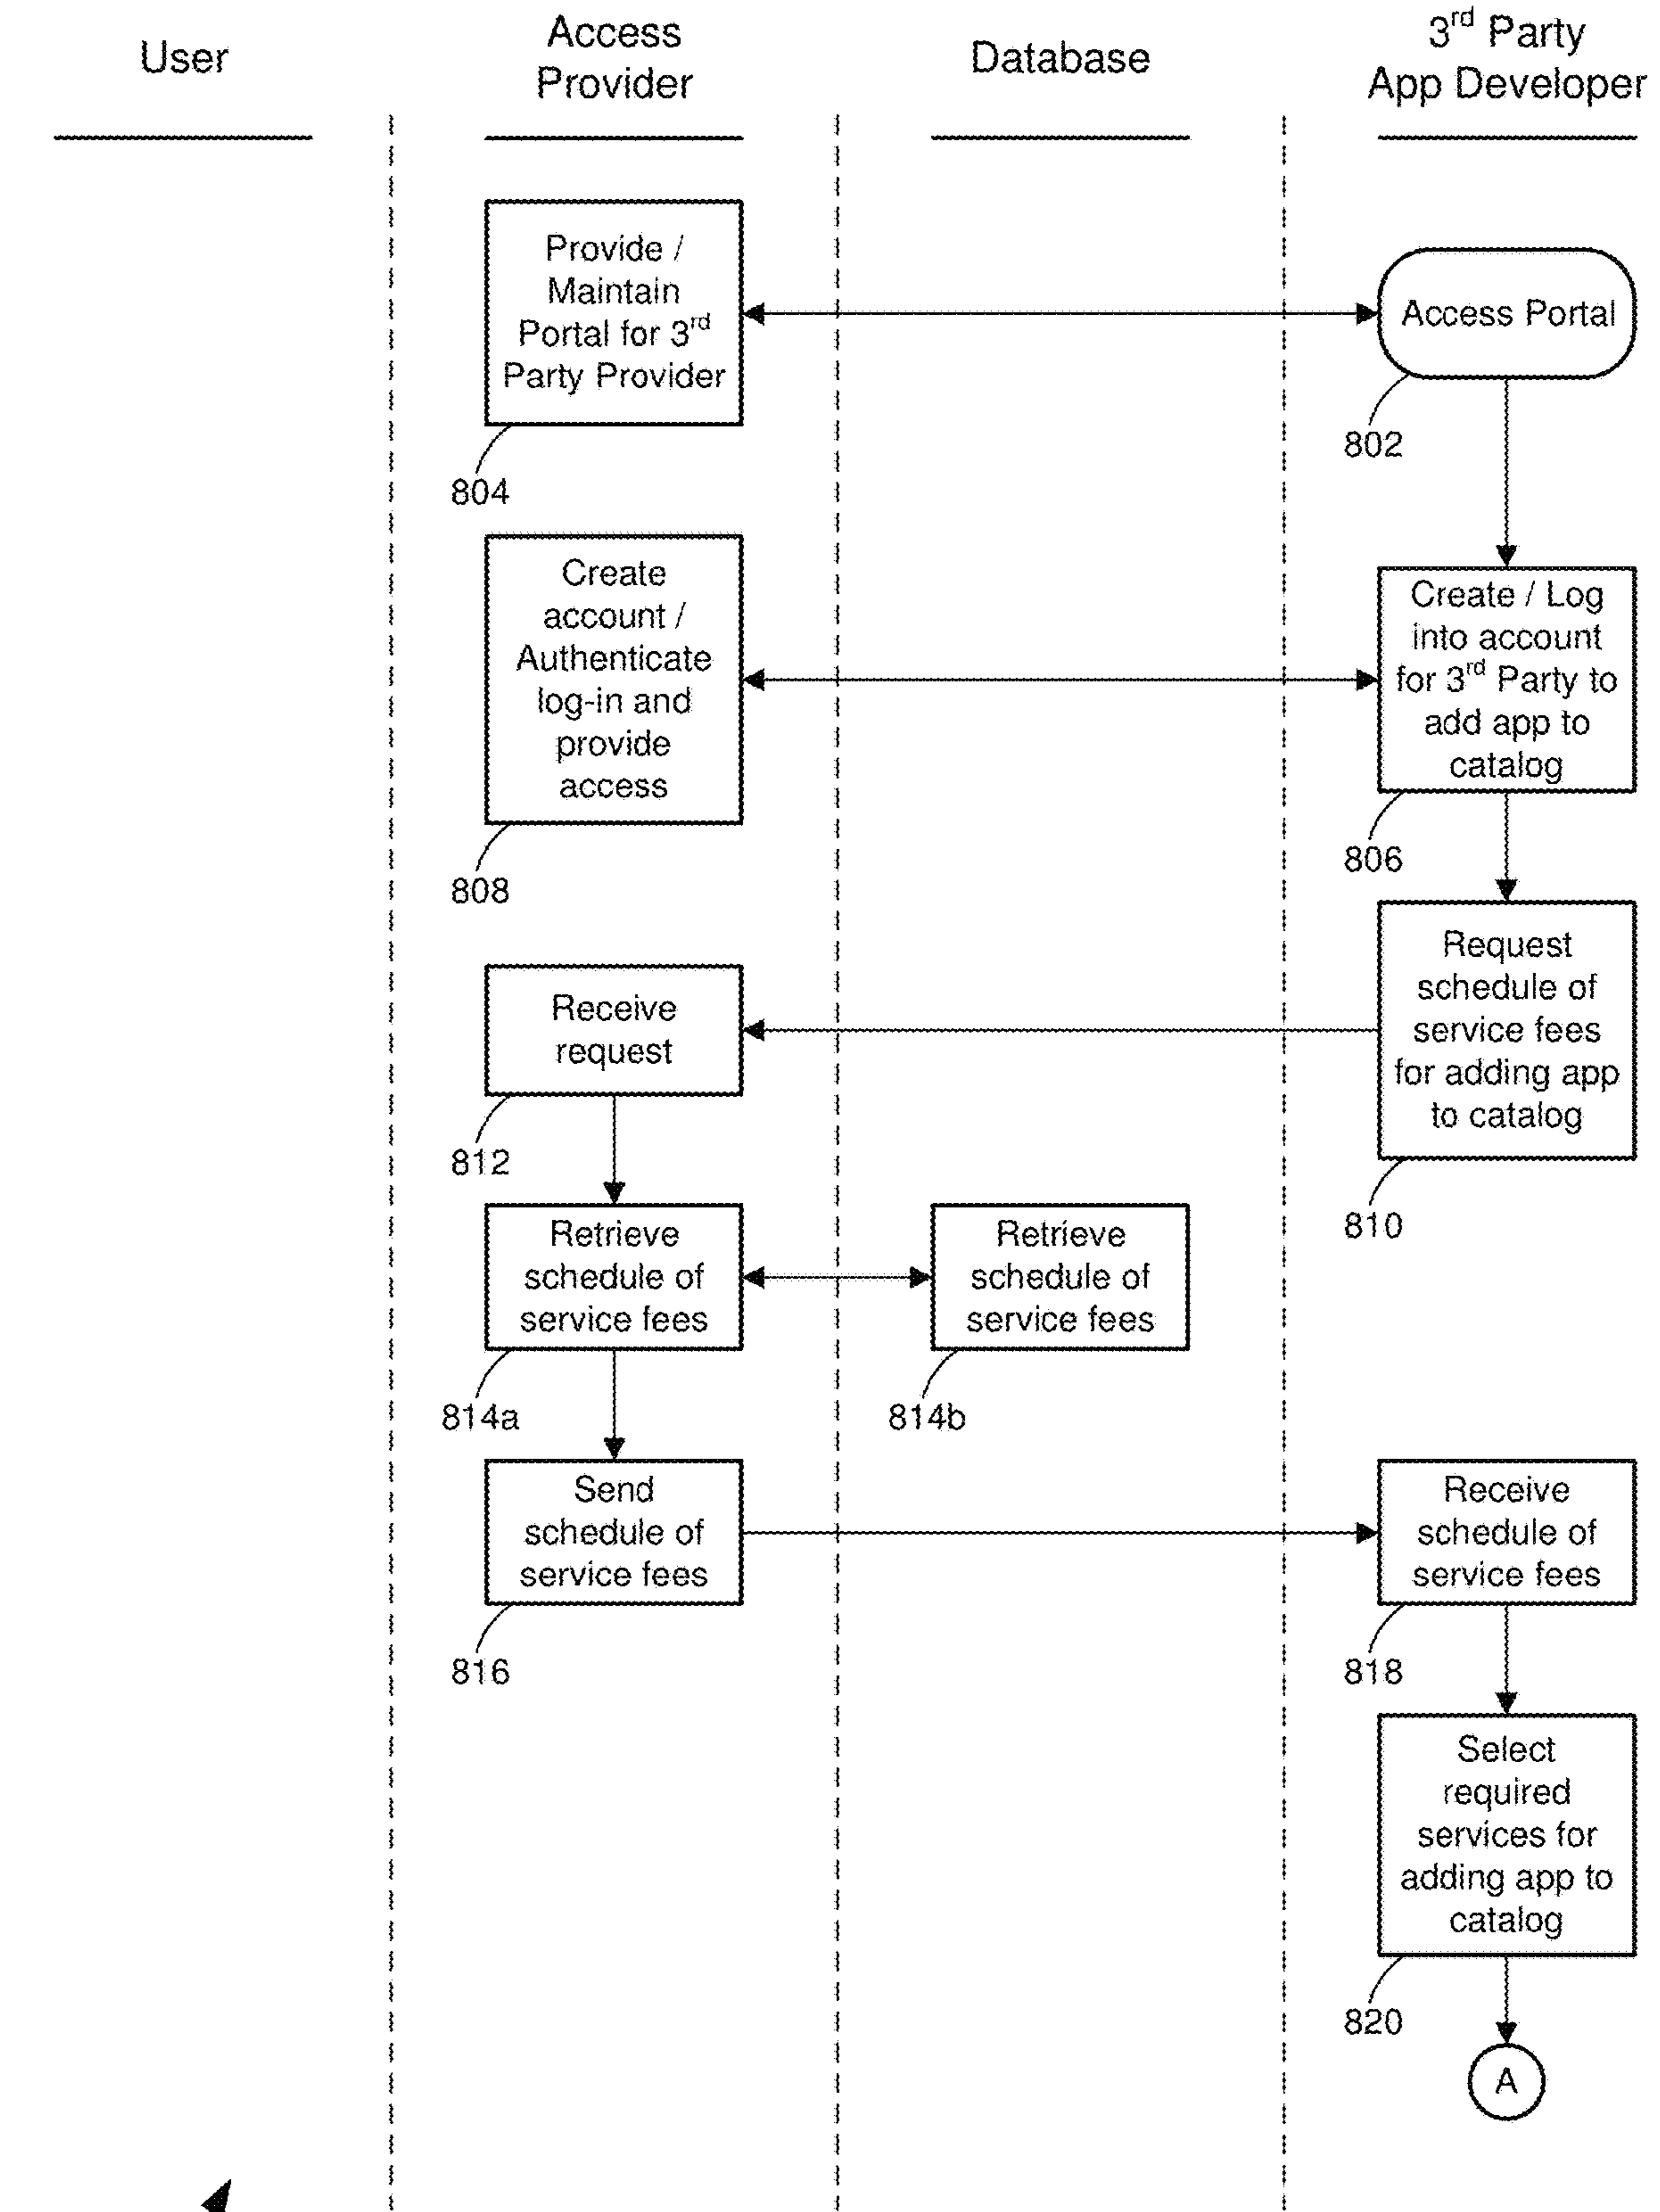 User
Access
Provider
Database
3rd Party
App Developer
Provide /
Maintain
Portal for 3rd
Party Provider
804
Access Portal
802
Create
account /
Authenticate
log-in and
provide
access
808
Create / Log
into account
for 3rd Party to
add app to
catalog
806
Request
schedule of
service fees
for adding app
to catalog
810
Receive
request
812
Retrieve
schedule of
service fees
814a
Retrieve
schedule of
service fees
814b
Send
schedule of
service fees
816
Receive
schedule of
service fees
818
Select
required
services for
adding app to
catalog
820
A